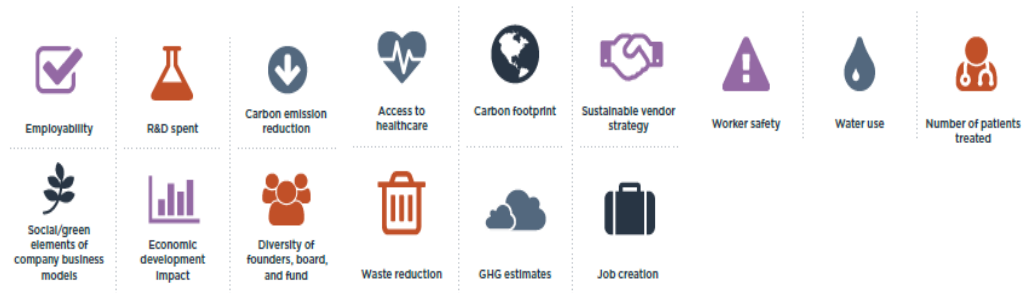 Employability
R&D spent
Carbon emission
reduction
Access to
healthcare
Carbon footprint
Sustainable vendor
strategy
Worker safety
Water use
Number of patients
treated
Social/green
elements of
company business
models
Economic
development
impact
Diversity of
founders, board,
and fund
Waste reduction
GHG estimates
Job creation